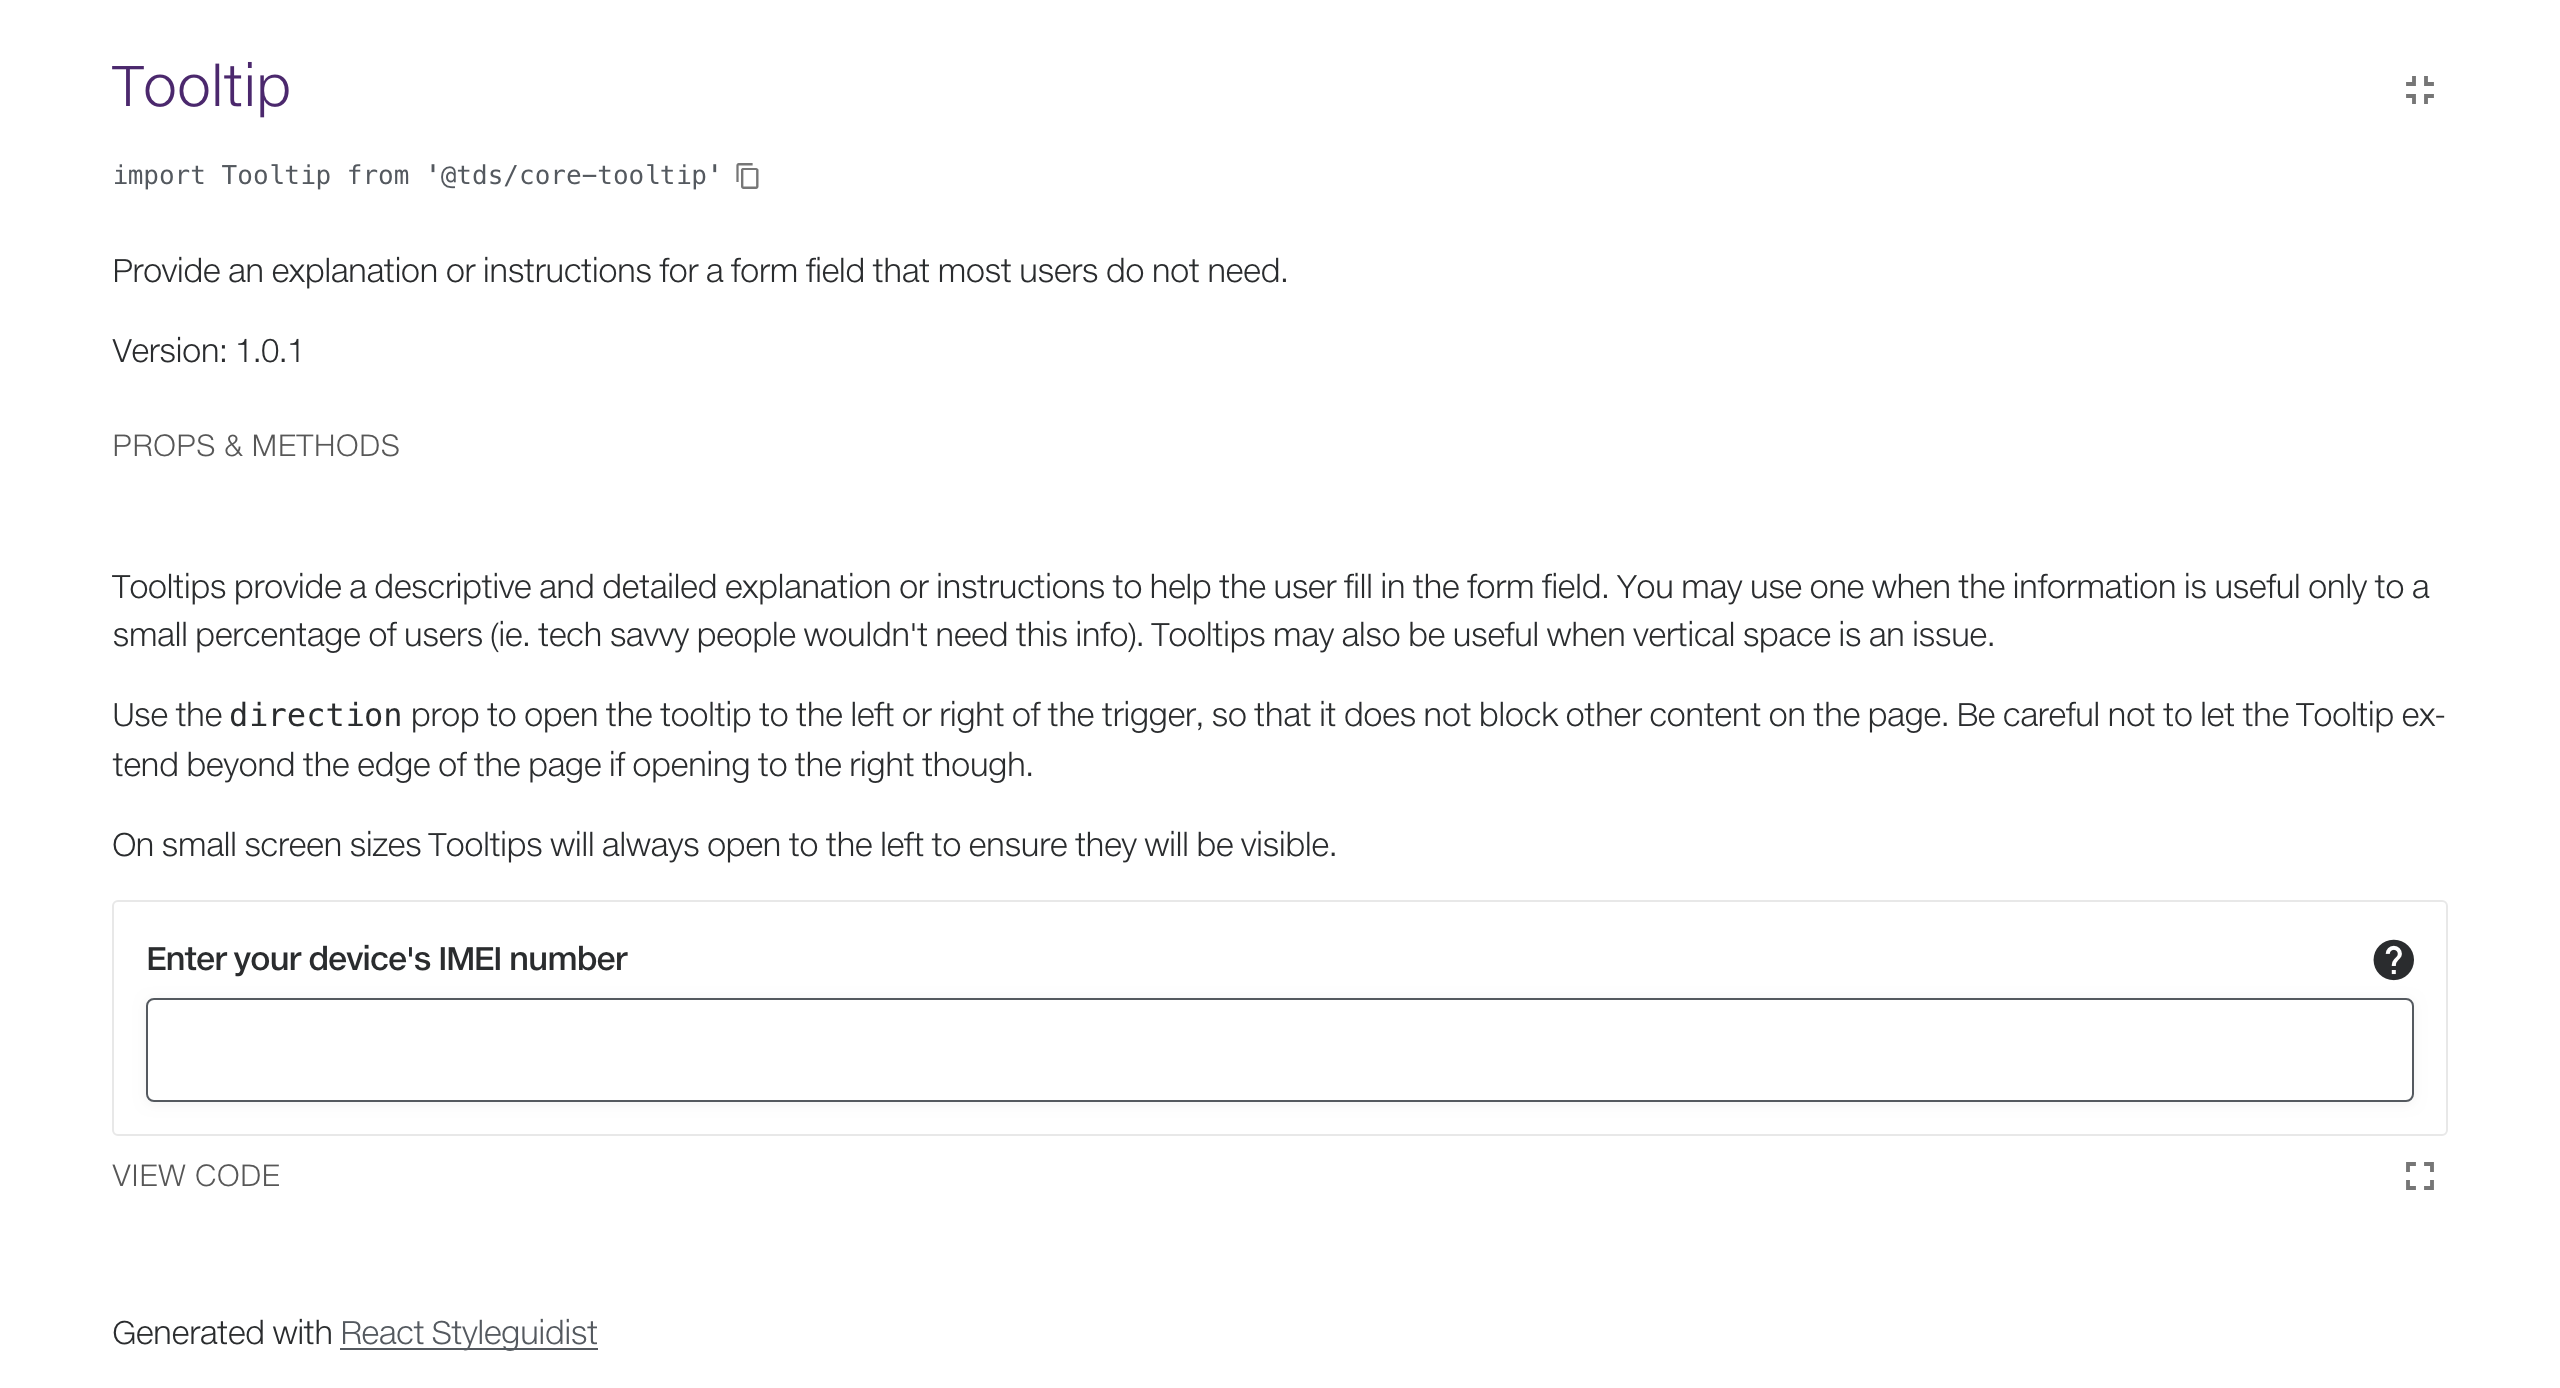 Tooltip
import Tooltip from '@tds/core-tooltip'
Provide an explanation or instructions for a form field that most users do not need.
Version: 1.0.1
PROPS & METHODS
Tooltips provide a descriptive and detailed explanation or instructions to help the user fill in the form field. You may use one when the information is useful only to a
small percentage of users (ie. tech savvy people wouldn't need this info). Tooltips may also be useful when vertical space is an issue.
Use the direction prop to open the tooltip to the left or right of the trigger, so that it does not block other content on the page. Be careful not to let the Tooltip ex-
tend beyond the edge of the page if opening to the right though.
On small screen sizes Tooltips will always open to the left to ensure they will be visible.
Enter your device's IMEI number
?
VIEW CODE
Generated with React Styleguidist